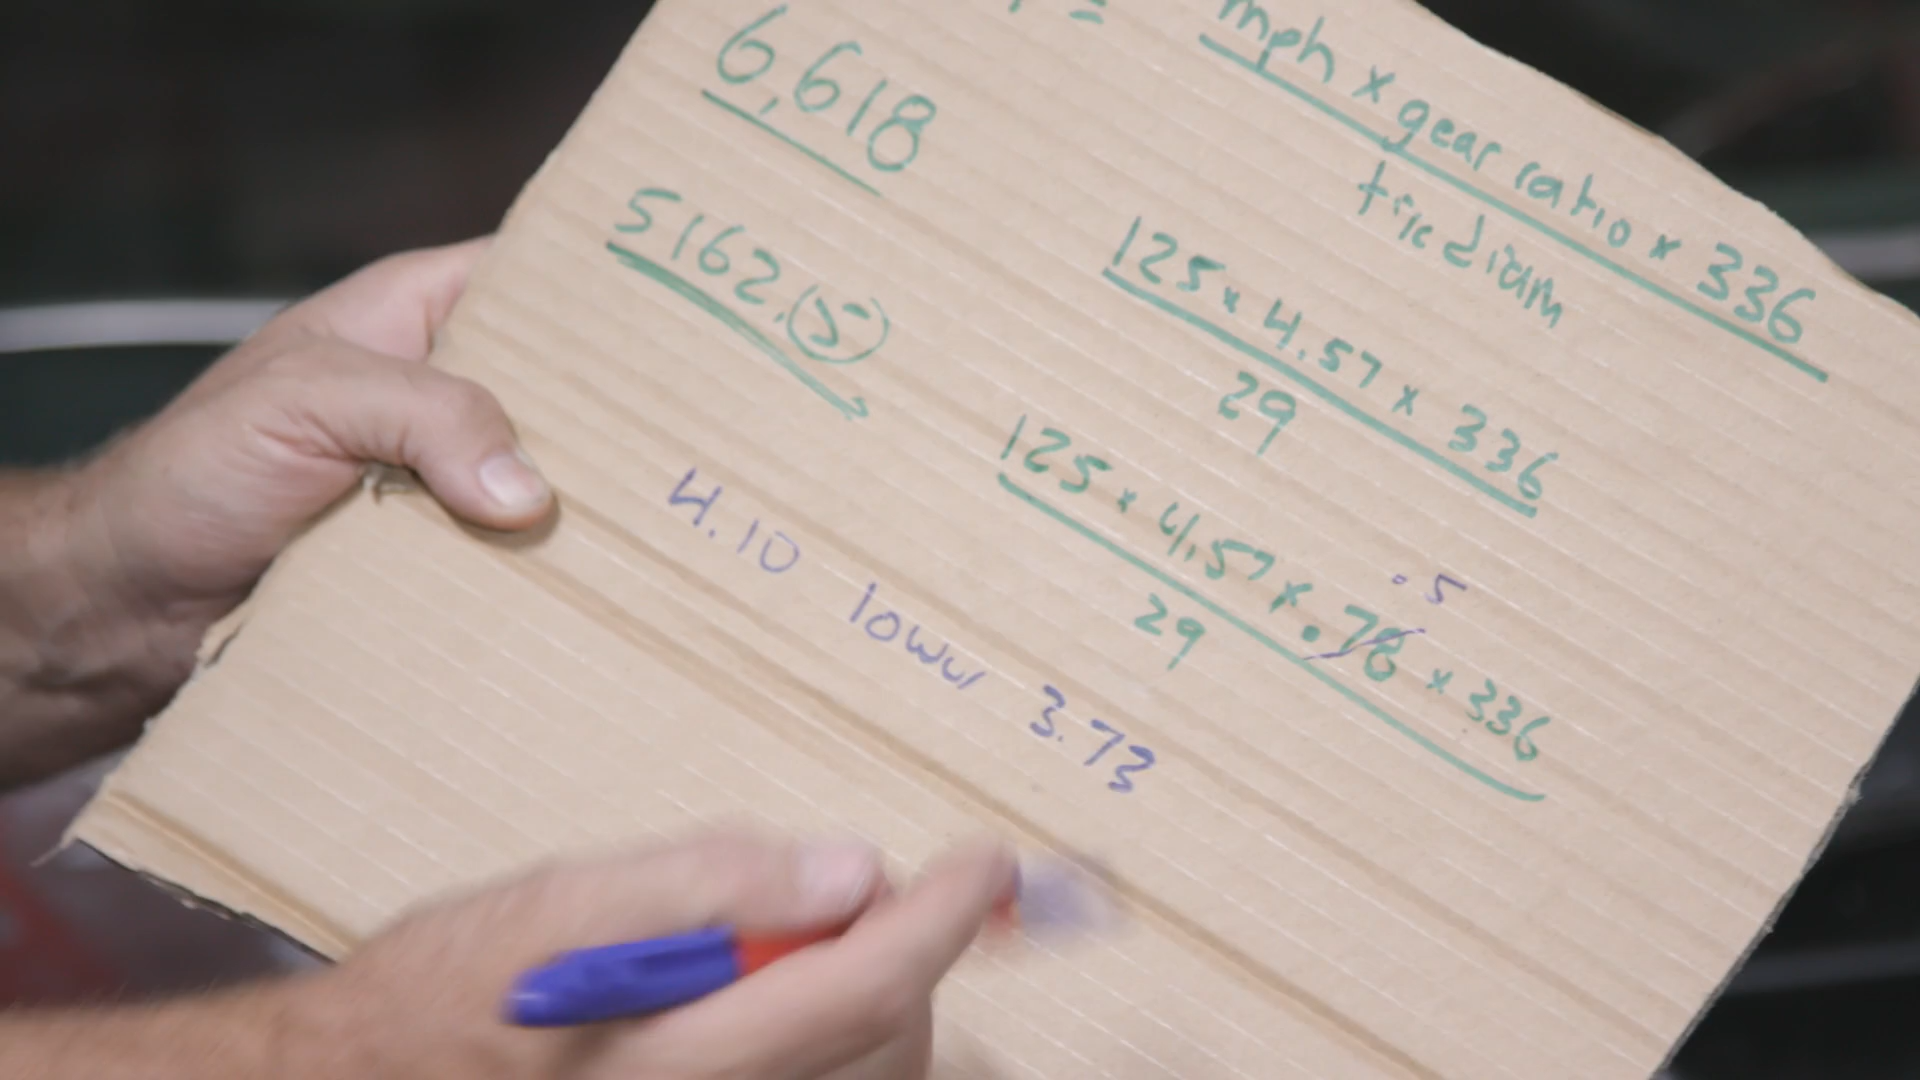 =
mph x gear ratio x 336
tire diam
6,618
125 x 4.57 x 336
29
5162.(5)
125 x 4.57 x .78 x 336
.5
29
4.10 lower 3.73